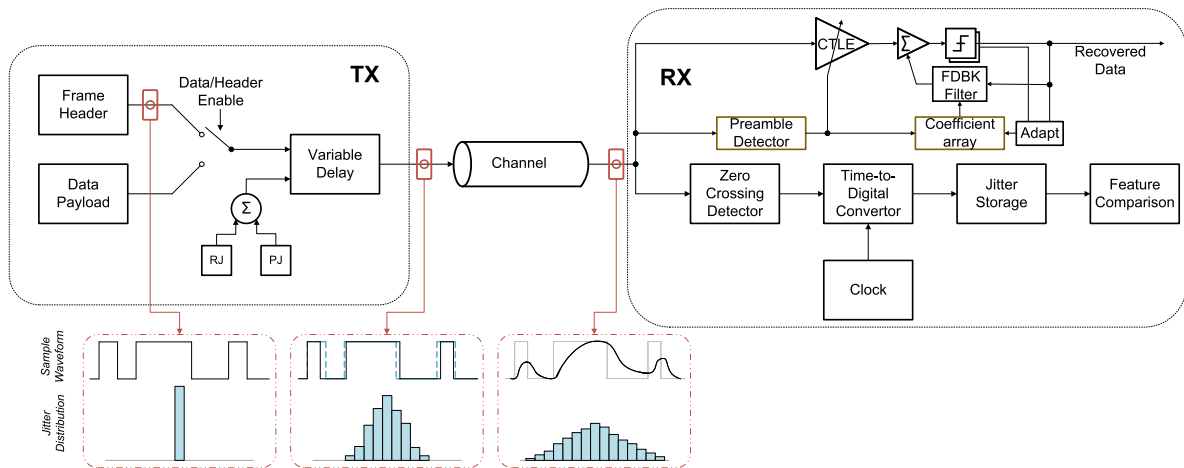 TX
Frame
Header
Data/Header
Enable
Data
Payload
Variable
Delay
Σ
RJ
PJ
Channel
RX
CTLE
Σ
FDBK
Filter
Recovered
Data
Preamble
Detector
Coefficient
array
Adapt
Zero
Crossing
Detector
Time-to-
Digital
Convertor
Jitter
Storage
Feature
Comparison
Clock
Sample
Waveform
Jitter
Distribution